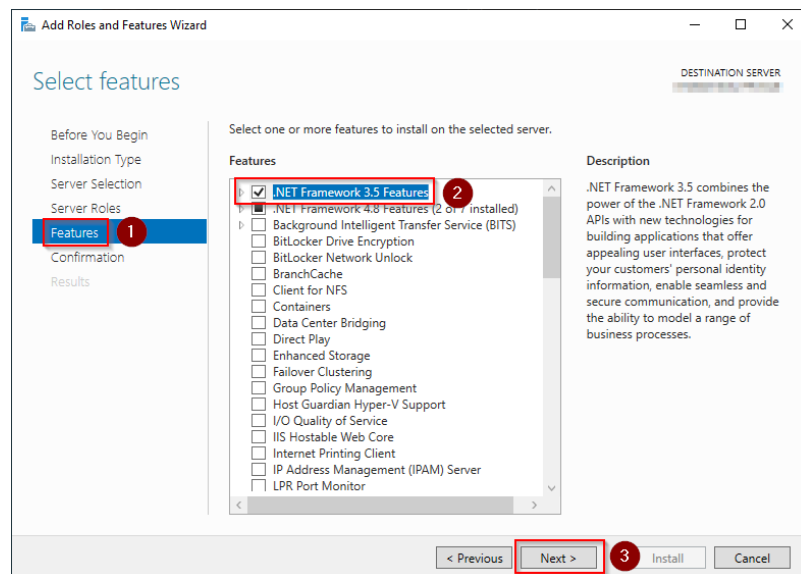 Add Roles and Features Wizard
Select features
DESTINATION SERVER
Before You Begin
Installation Type
Server Selection
Server Roles
Features
1
Confirmation
Results
Select one or more features to install on the selected server.
Features
.NET Framework 3.5 Features
2
.NET Framework 4.8 Features (2 of 7 installed)
Background Intelligent Transfer Service (BITS)
BitLocker Drive Encryption
BitLocker Network Unlock
BranchCache
Client for NFS
Containers
Data Center Bridging
Direct Play
Enhanced Storage
Failover Clustering
Group Policy Management
Host Guardian Hyper-V Support
I/O Quality of Service
IIS Hostable Web Core
Internet Printing Client
IP Address Management (IPAM) Server
LPR Port Monitor
Description
.NET Framework 3.5 combines the
power of the .NET Framework 2.0
APIs with new technologies for
building applications that offer
appealing user interfaces, protect
your customers' personal identity
information, enable seamless and
secure communication, and provide
the ability to model a range of
business processes.
< Previous
Next >
3
Install
Cancel